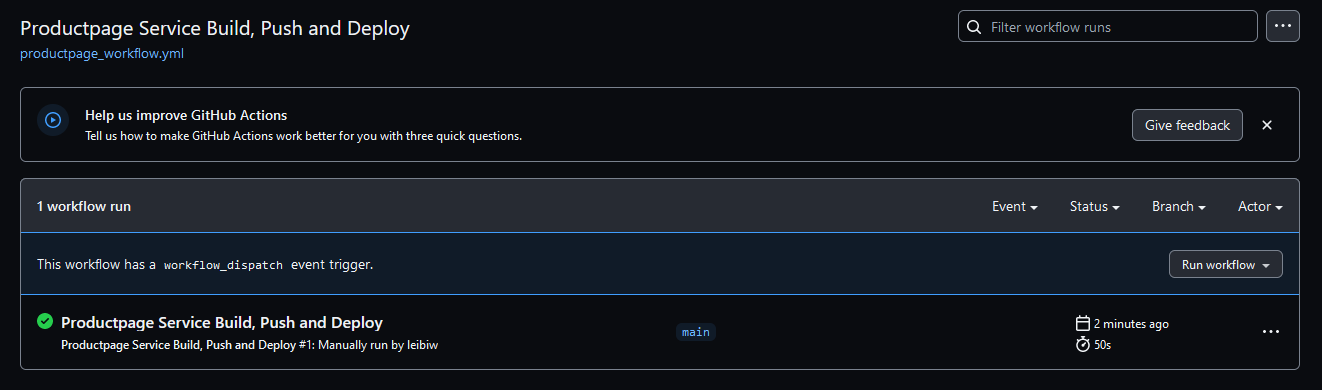 Productpage Service Build, Push and Deploy
productpage_workflow.yml
Filter workflow runs
Help us improve GitHub Actions
Tell us how to make GitHub Actions work better for you with three quick questions.
Give feedback
1 workflow run
Event
Status
Branch
Actor
This workflow has a workflow_dispatch event trigger.
Run workflow
Productpage Service Build, Push and Deploy
Productpage Service Build, Push and Deploy #1: Manually run by leibiw
main
2 minutes ago
50s